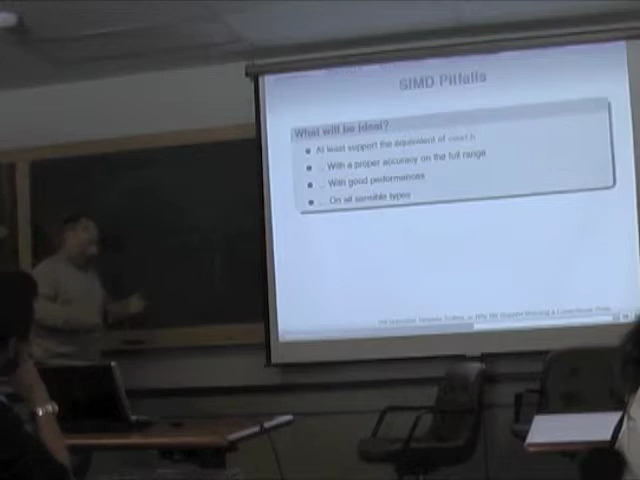 SIMD Pitfalls
What will be ideal?
At least support the equivalent of
... With a proper accuracy on the full range
... With good performances
... On all sensible types